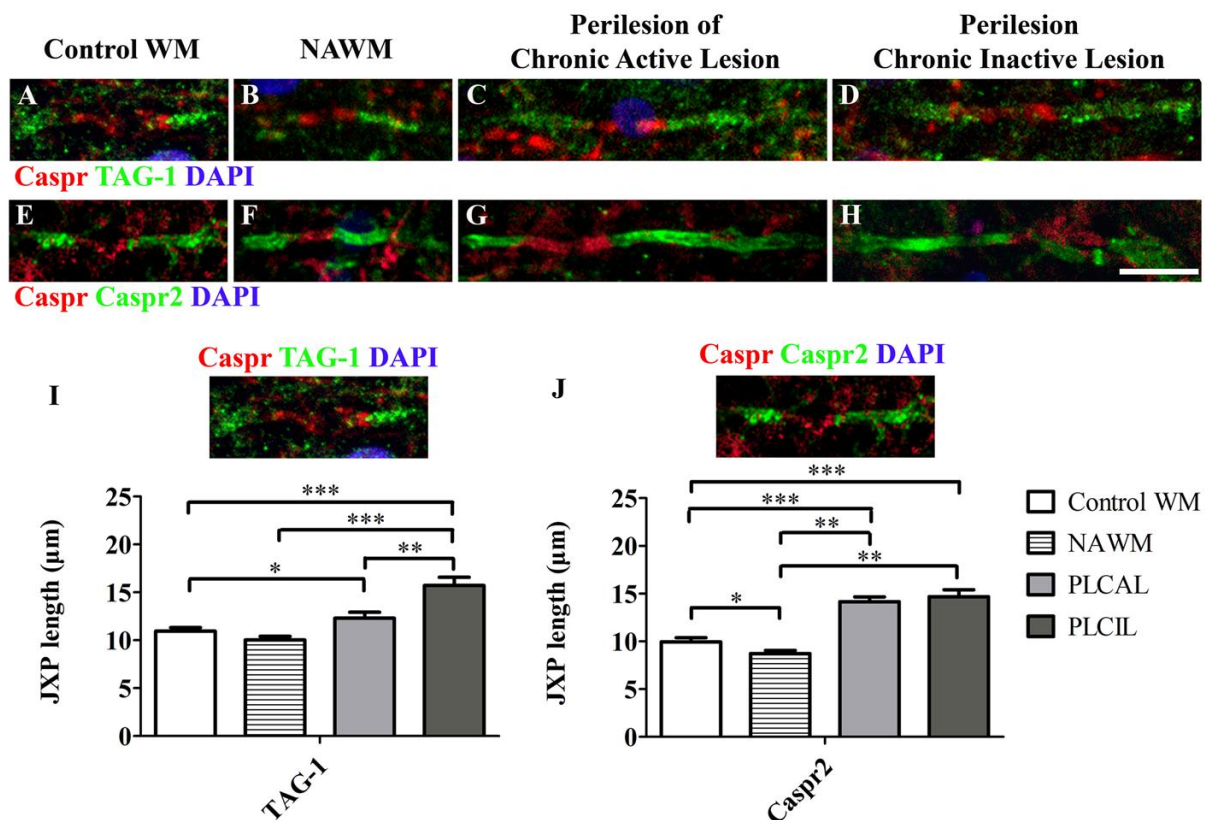 Control WM
NAWM
Perilesion of
Chronic Active Lesion
Perilesion
Chronic Inactive Lesion
A
B
C
D
Caspr TAG-1 DAPI
E
F
G
H
Caspr Caspr2 DAPI
I
Caspr TAG-1 DAPI
JXP length (µm)
25
20
15
10
5
0
***
***
**
*
TAG-1
J
Caspr Caspr2 DAPI
JXP length (µm)
25
20
15
10
5
0
***
***
**
**
*
Caspr2
Control WM
NAWM
PLCAL
PLCIL